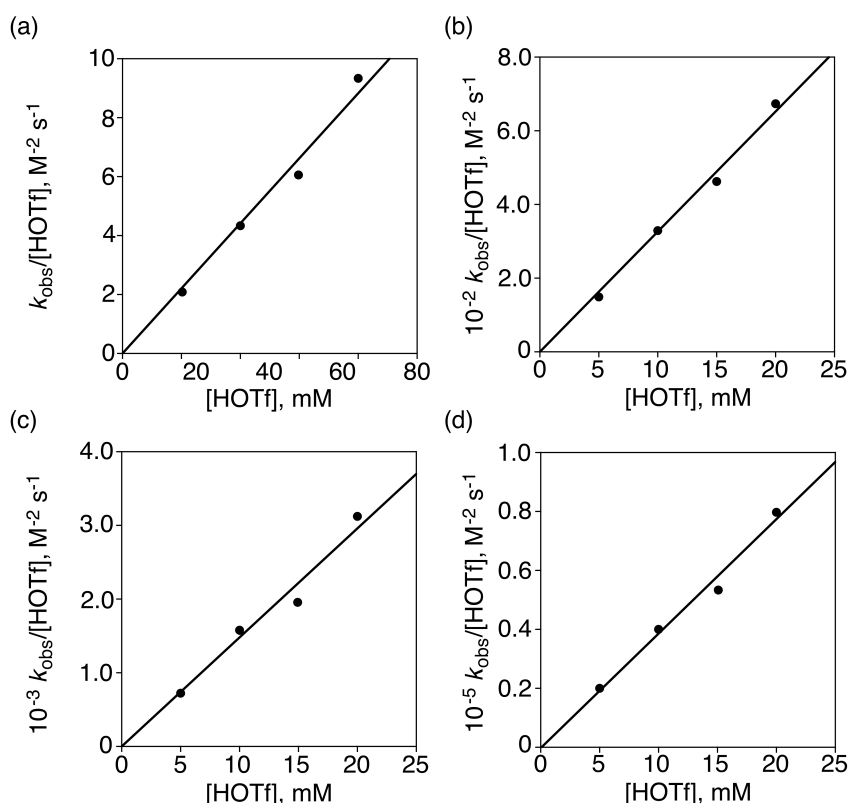 (a)
10
8
6
4
2
0
0 20 40 60 80
k_obs/[HOTf], M⁻² s⁻¹
[HOTf], mM
(b)
8.0
6.0
4.0
2.0
0
0 5 10 15 20 25
10⁻² k_obs/[HOTf], M⁻² s⁻¹
[HOTf], mM
(c)
4.0
3.0
2.0
1.0
0
0 5 10 15 20 25
10⁻³ k_obs/[HOTf], M⁻² s⁻¹
[HOTf], mM
(d)
1.0
0.8
0.6
0.4
0.2
0
0 5 10 15 20 25
10⁻⁵ k_obs/[HOTf], M⁻² s⁻¹
[HOTf], mM